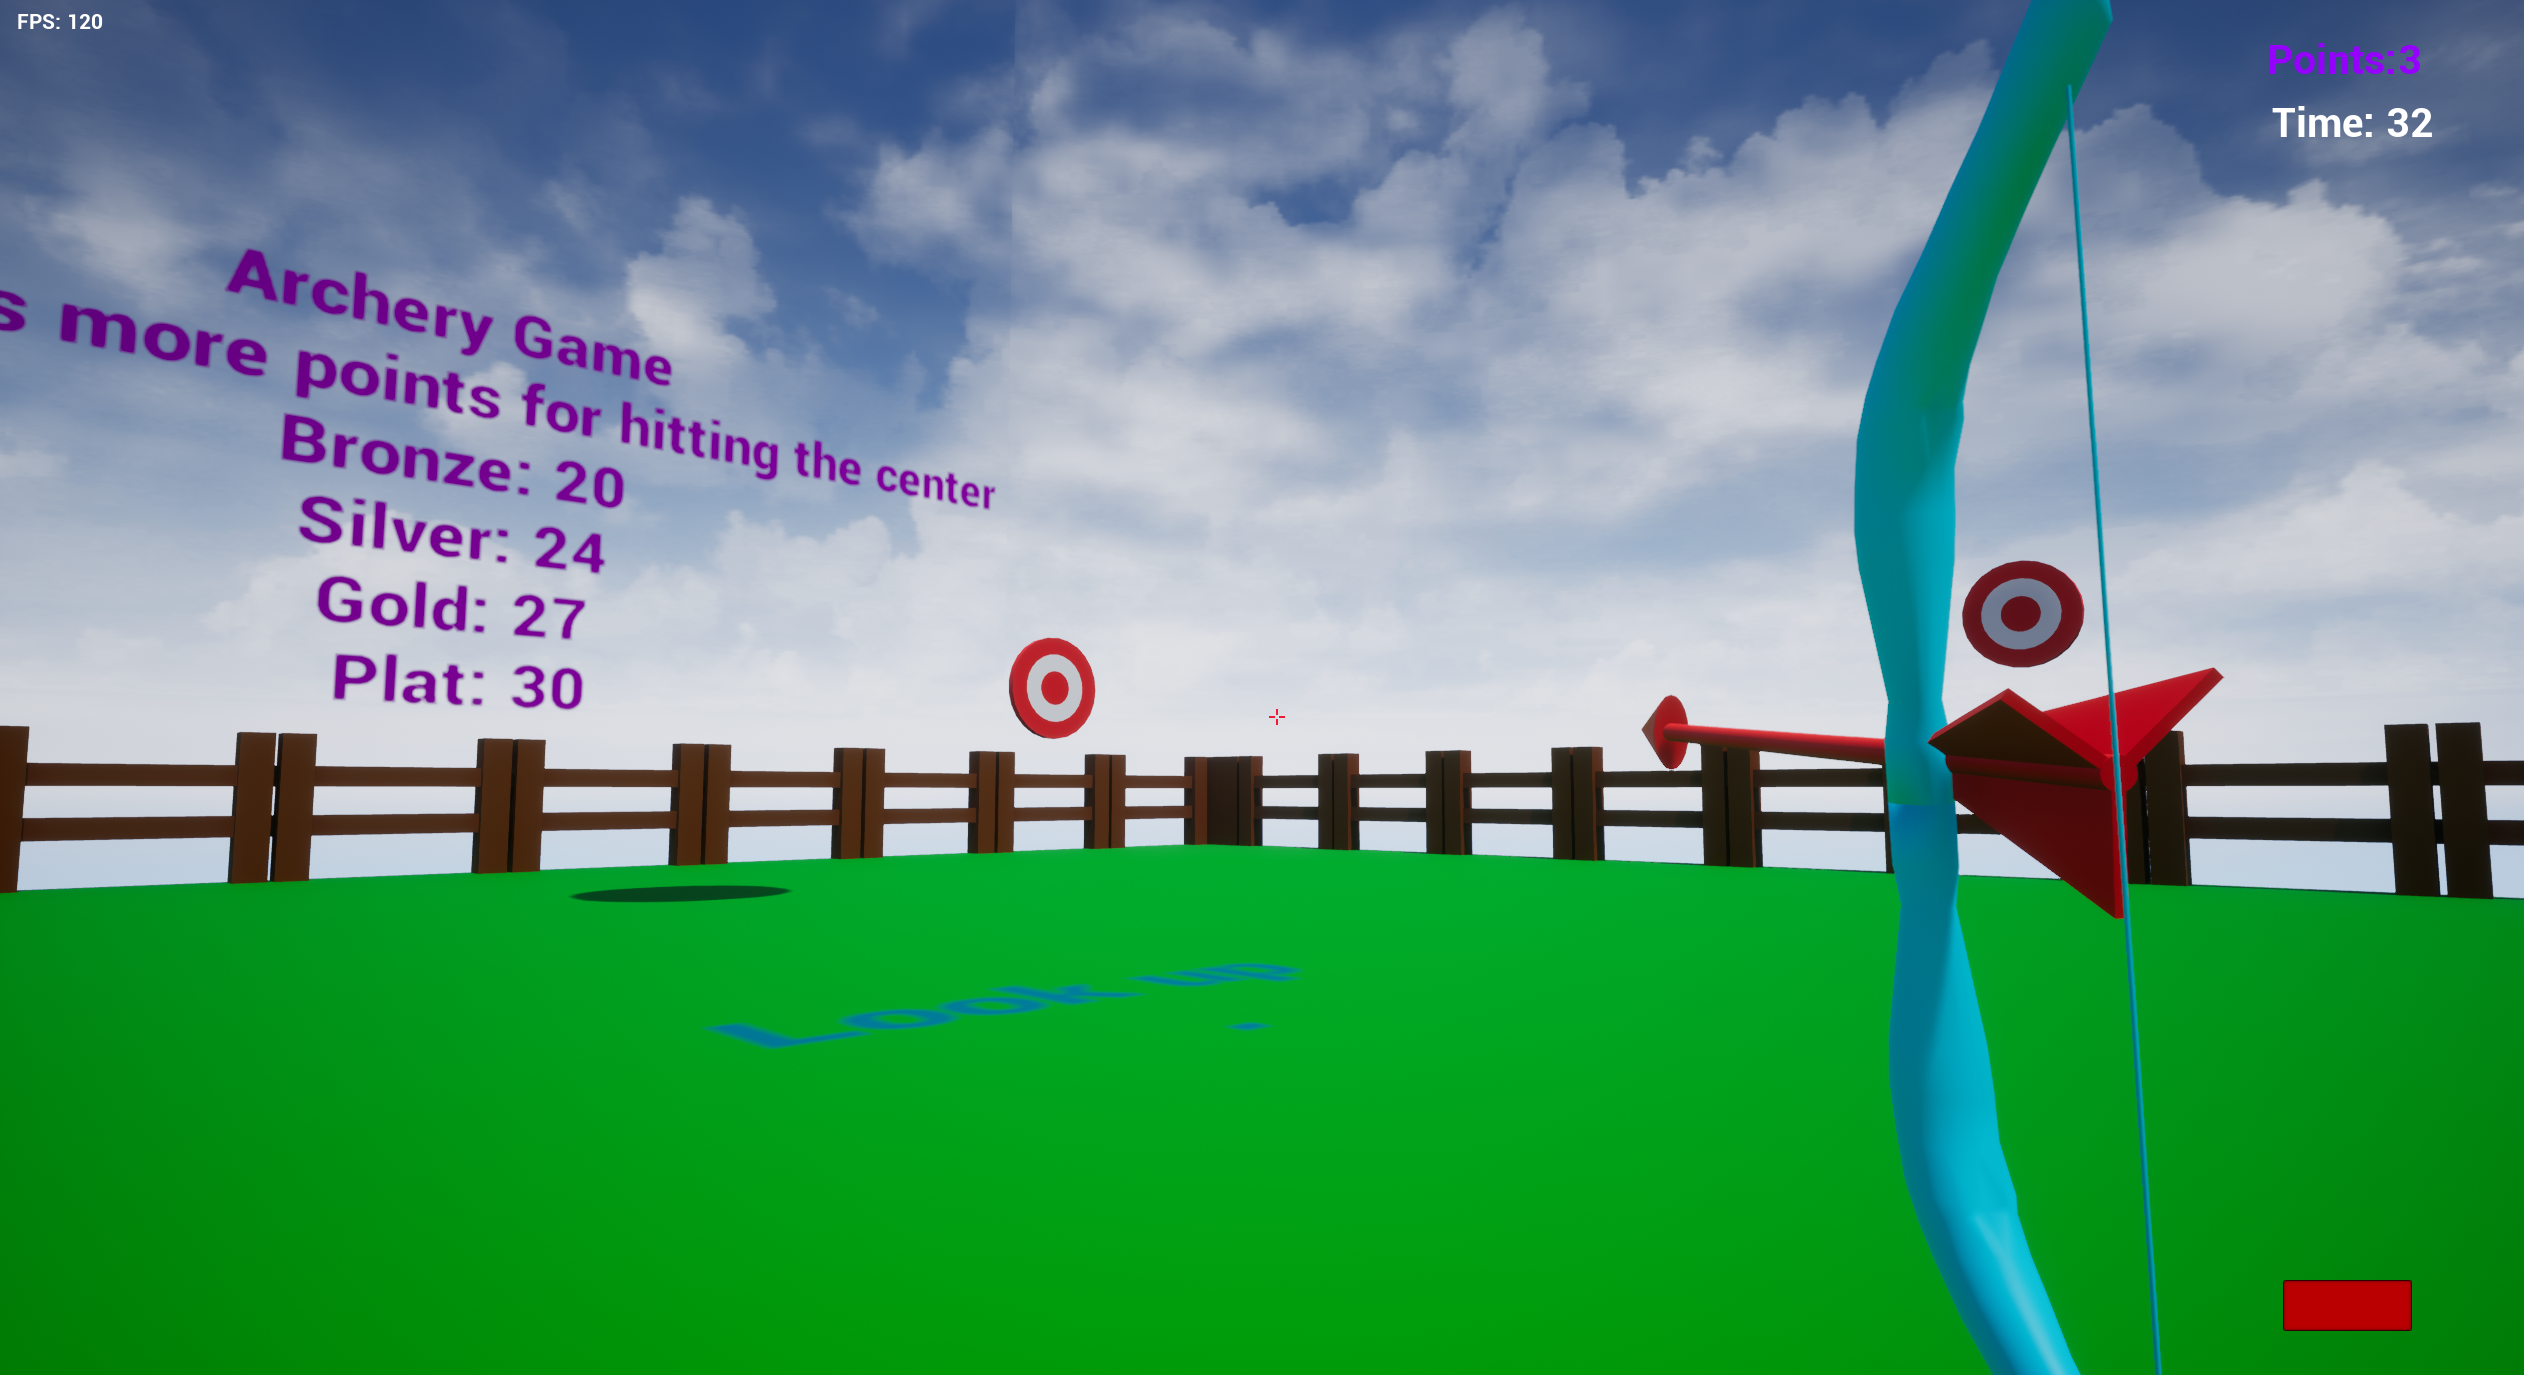 FPS: 120
Points:3
Time: 32
Archery Game
s more points for hitting the center
Bronze: 20
Silver: 24
Gold: 27
Plat: 30
Look